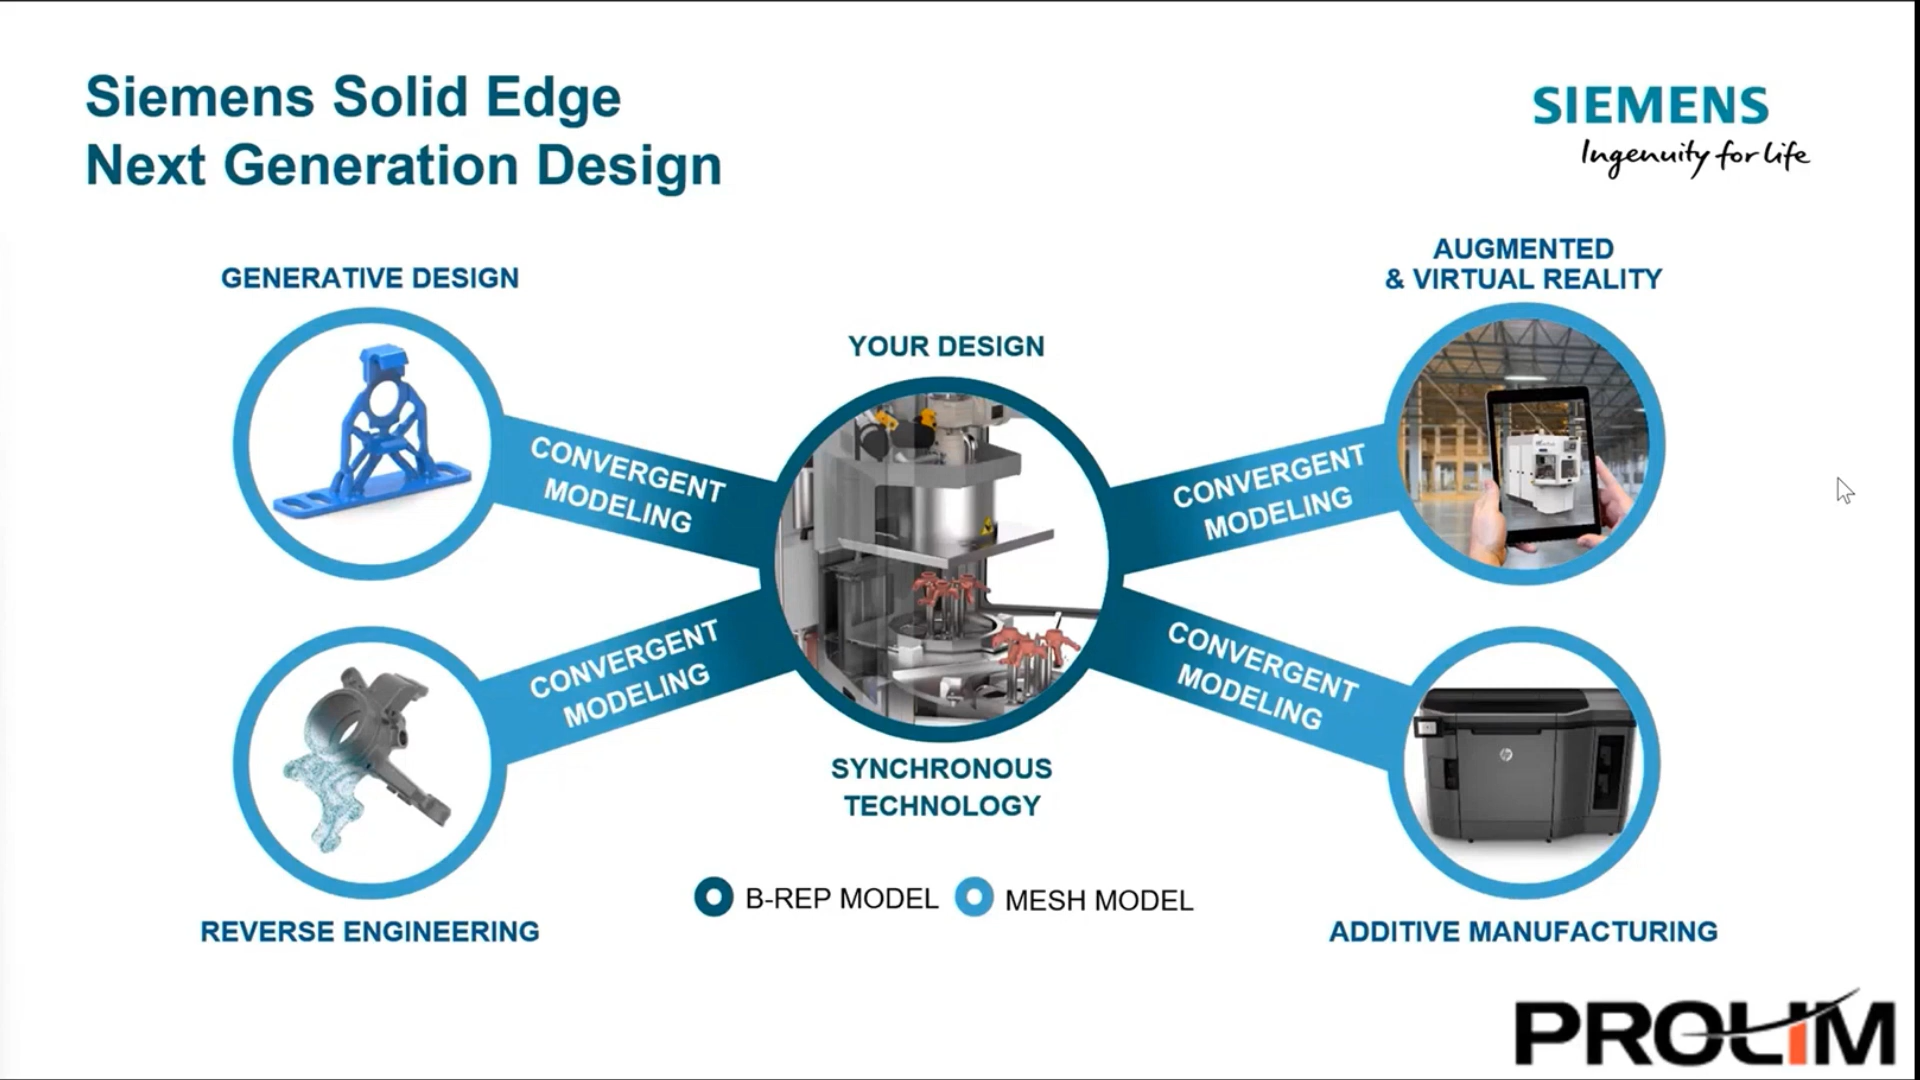 Siemens Solid Edge
Next Generation Design
SIEMENS
Ingenuity for life
GENERATIVE DESIGN
AUGMENTED
& VIRTUAL REALITY
YOUR DESIGN
CONVERGENT
MODELING
CONVERGENT
MODELING
CONVERGENT
MODELING
CONVERGENT
MODELING
hp
SYNCHRONOUS
TECHNOLOGY
B-REP MODEL
MESH MODEL
REVERSE ENGINEERING
ADDITIVE MANUFACTURING
PROLIM